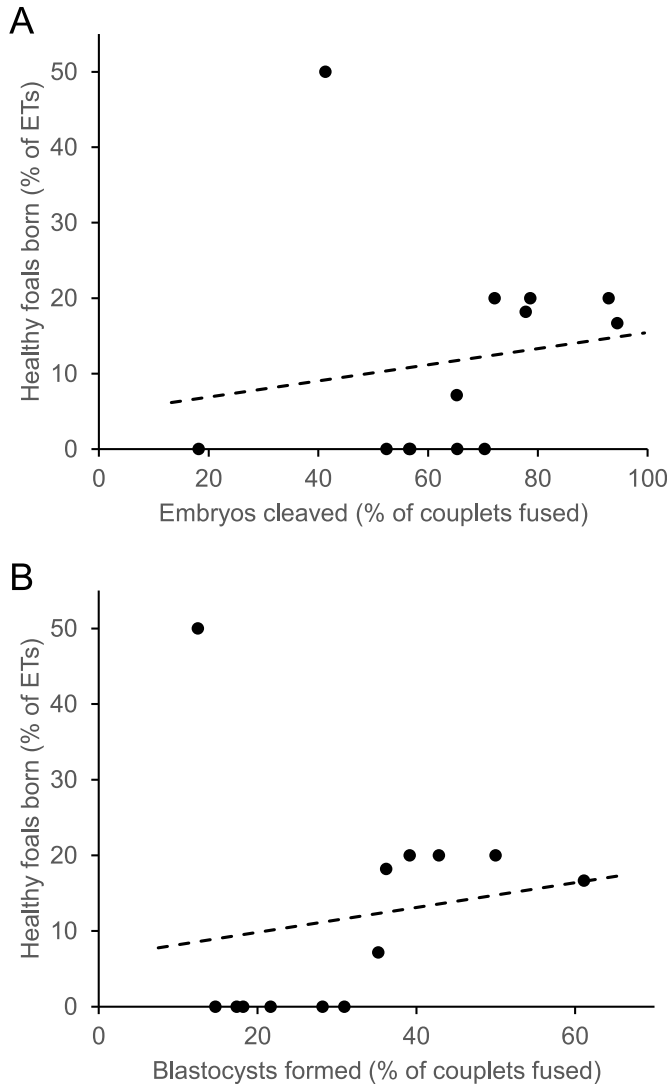 A
Healthy foals born (% of ETs)
50
40
30
20
10
0
0 20 40 60 80 100
Embryos cleaved (% of couplets fused)
B
Healthy foals born (% of ETs)
50
40
30
20
10
0
0 20 40 60
Blastocysts formed (% of couplets fused)